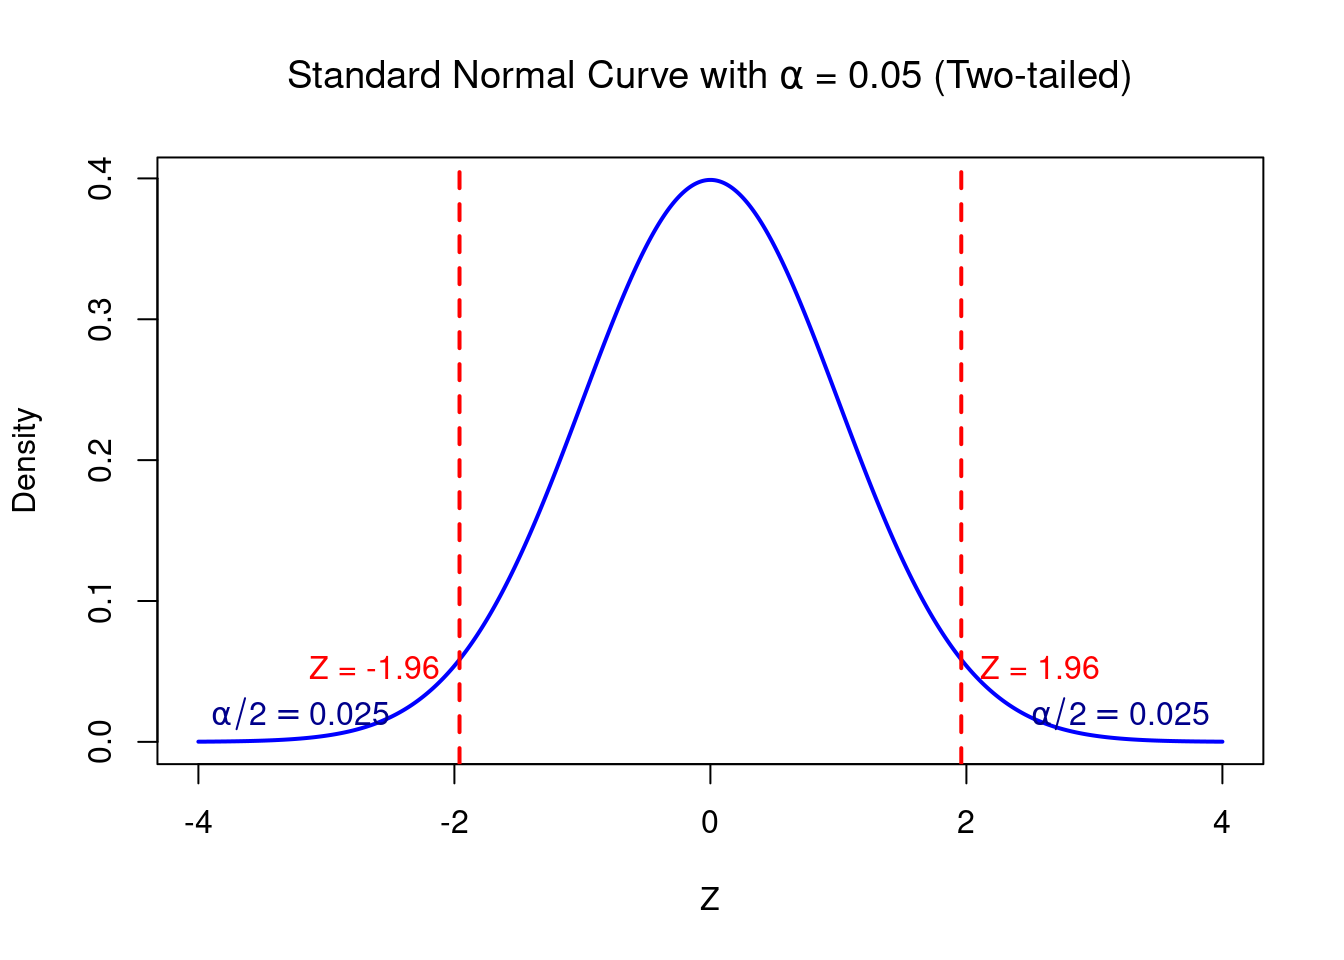 Standard Normal Curve with α = 0.05 (Two-tailed)
Density
0.4
0.3
0.2
0.1
0.0
Z = -1.96
Z = 1.96
α/2 = 0.025
α/2 = 0.025
-4
-2
0
2
4
Z